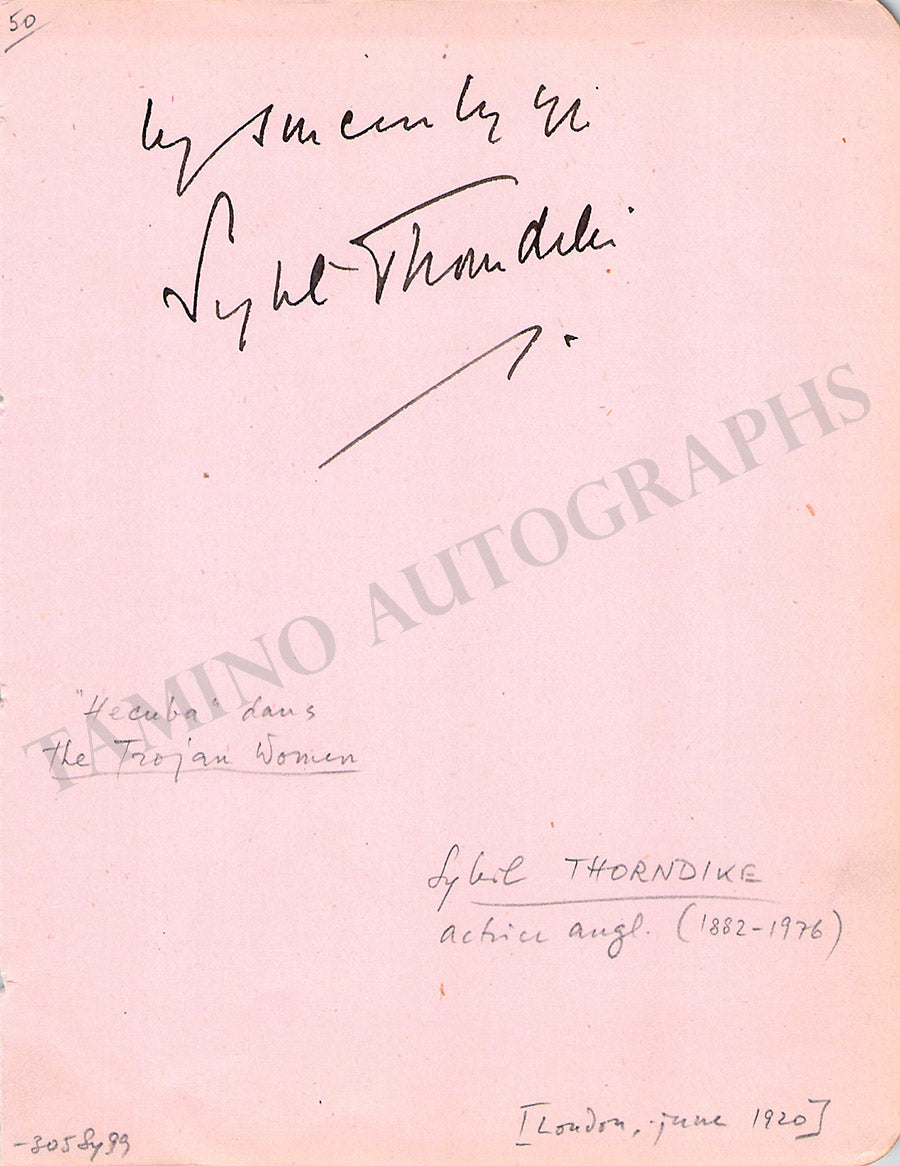 50
sincerely
Sybil Thorndike
TAMINO AUTOGRAPHS
"Hecuba" dans
the Trojan Women
Sybil THORNDIKE
actrice angl. (1882-1976)
[London, june 1920]